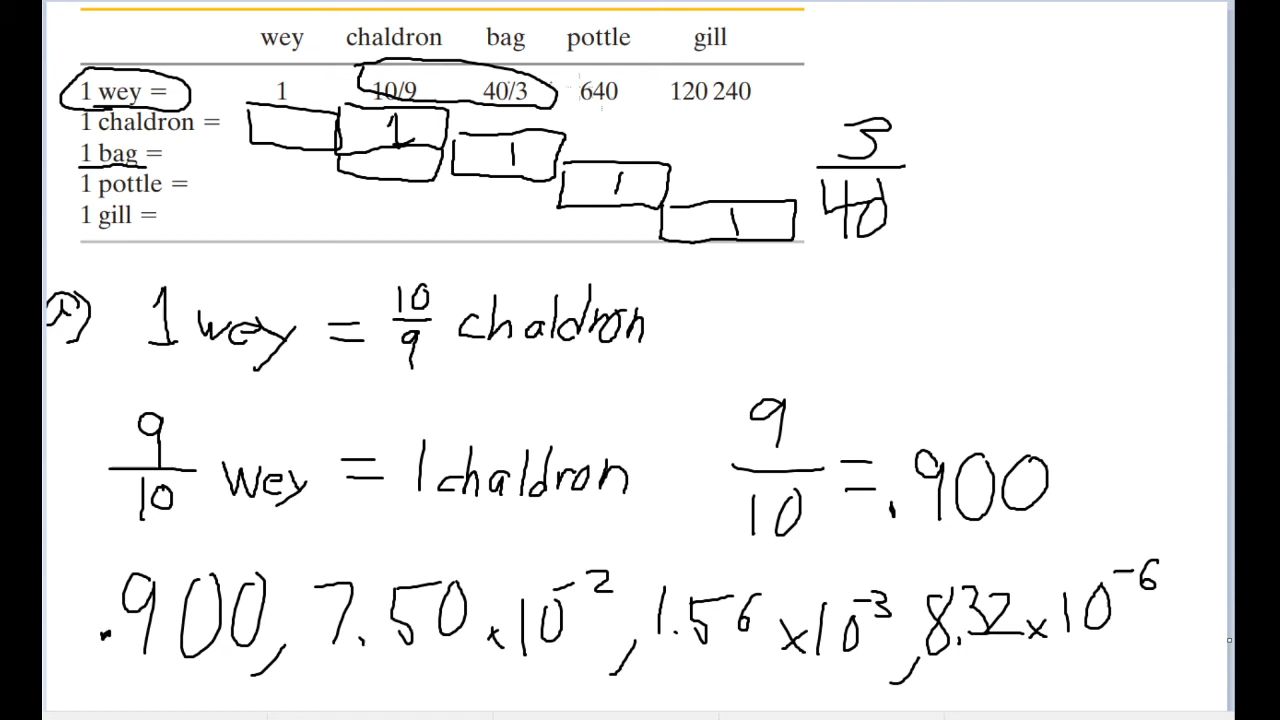 wey chaldron bag pottle gill
1 wey = 1 10/9 40/3 640 120 240
1 chaldron = 1
1 bag = 1
1 pottle = 1
1 gill = 1
3/40
a) 1 wey = 10/9 chaldron
9/10 wey = 1 chaldron 9/10 = .900
.900, 7.50 × 10^-2, 1.56 × 10^-3, 8.32 × 10^-6